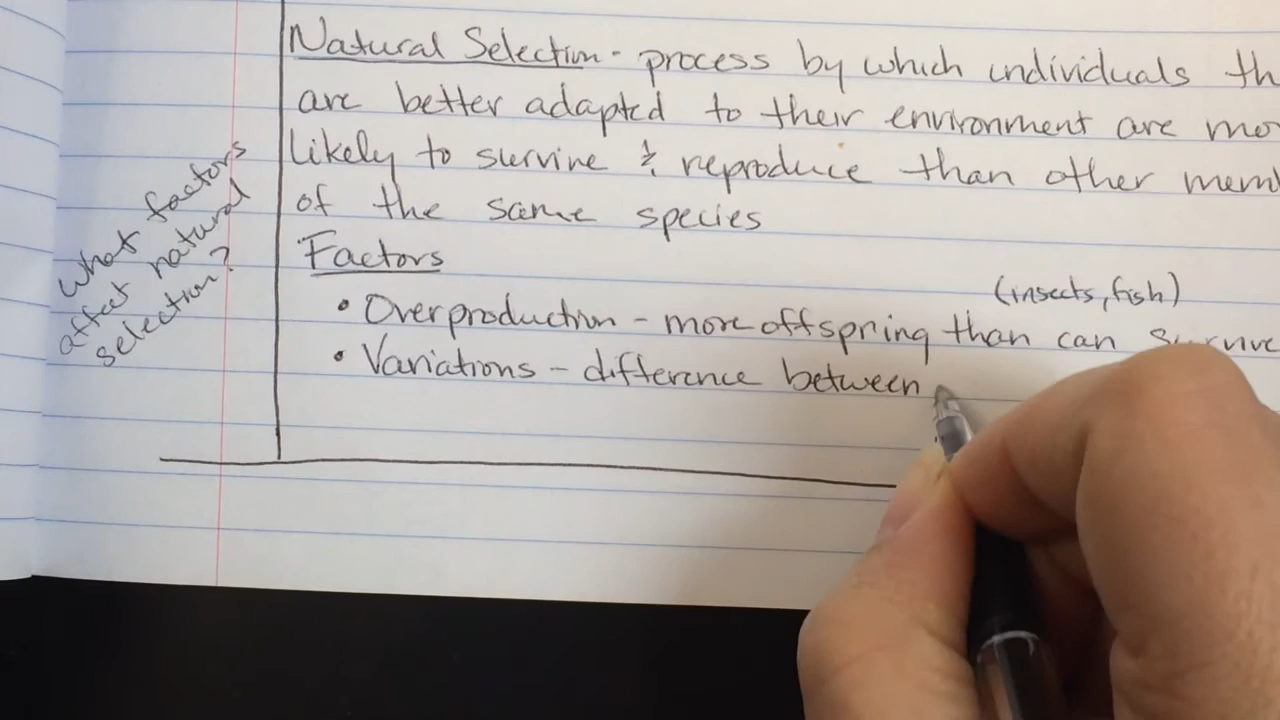 Natural Selection - process by which individuals th
are better adapted to their environment are mor
likely to survive & reproduce than other mem
of the same species
What factors
affect natural
selection?
Factors
(insects, fish)
• Overproduction - more offspring than can survive
• Variations - difference between